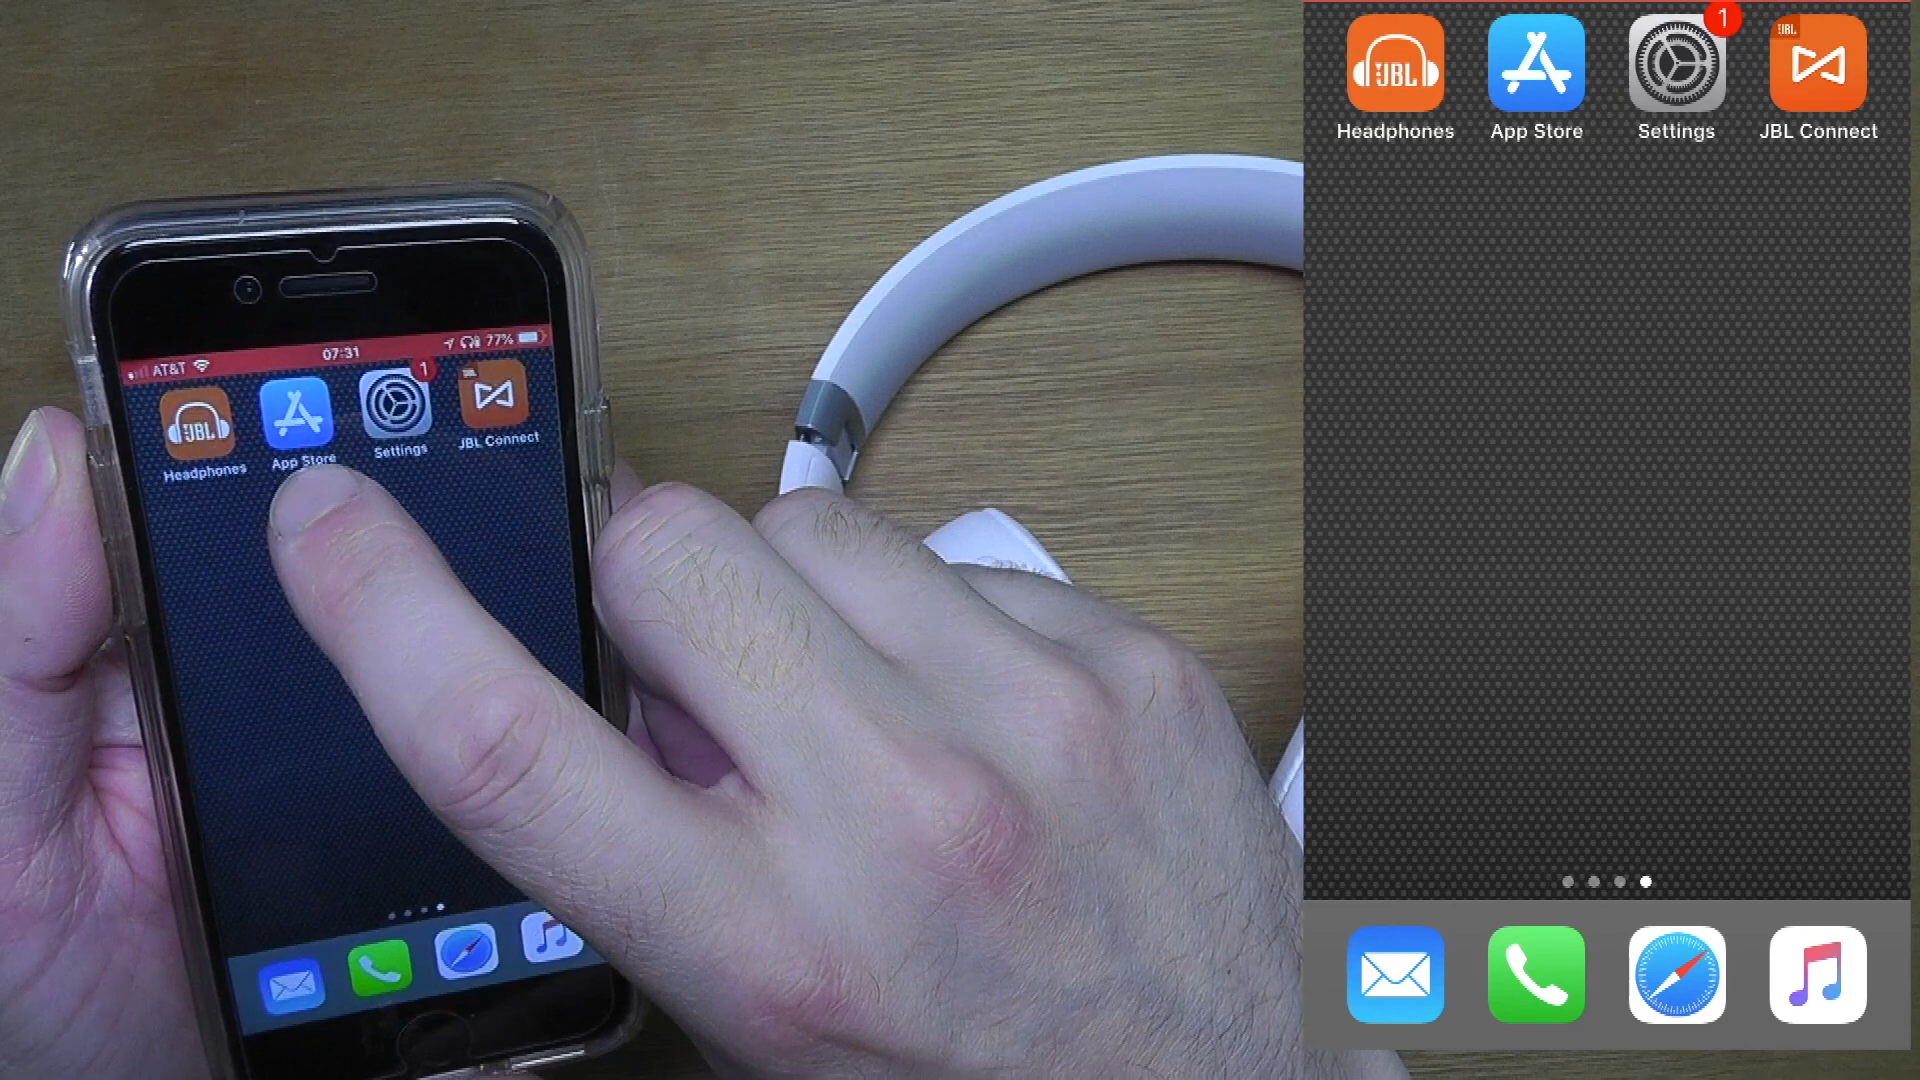 AT&T 07:31 77%
1
JBL
Headphones App Store Settings JBL Connect
1
JBL JBL
Headphones App Store Settings JBL Connect